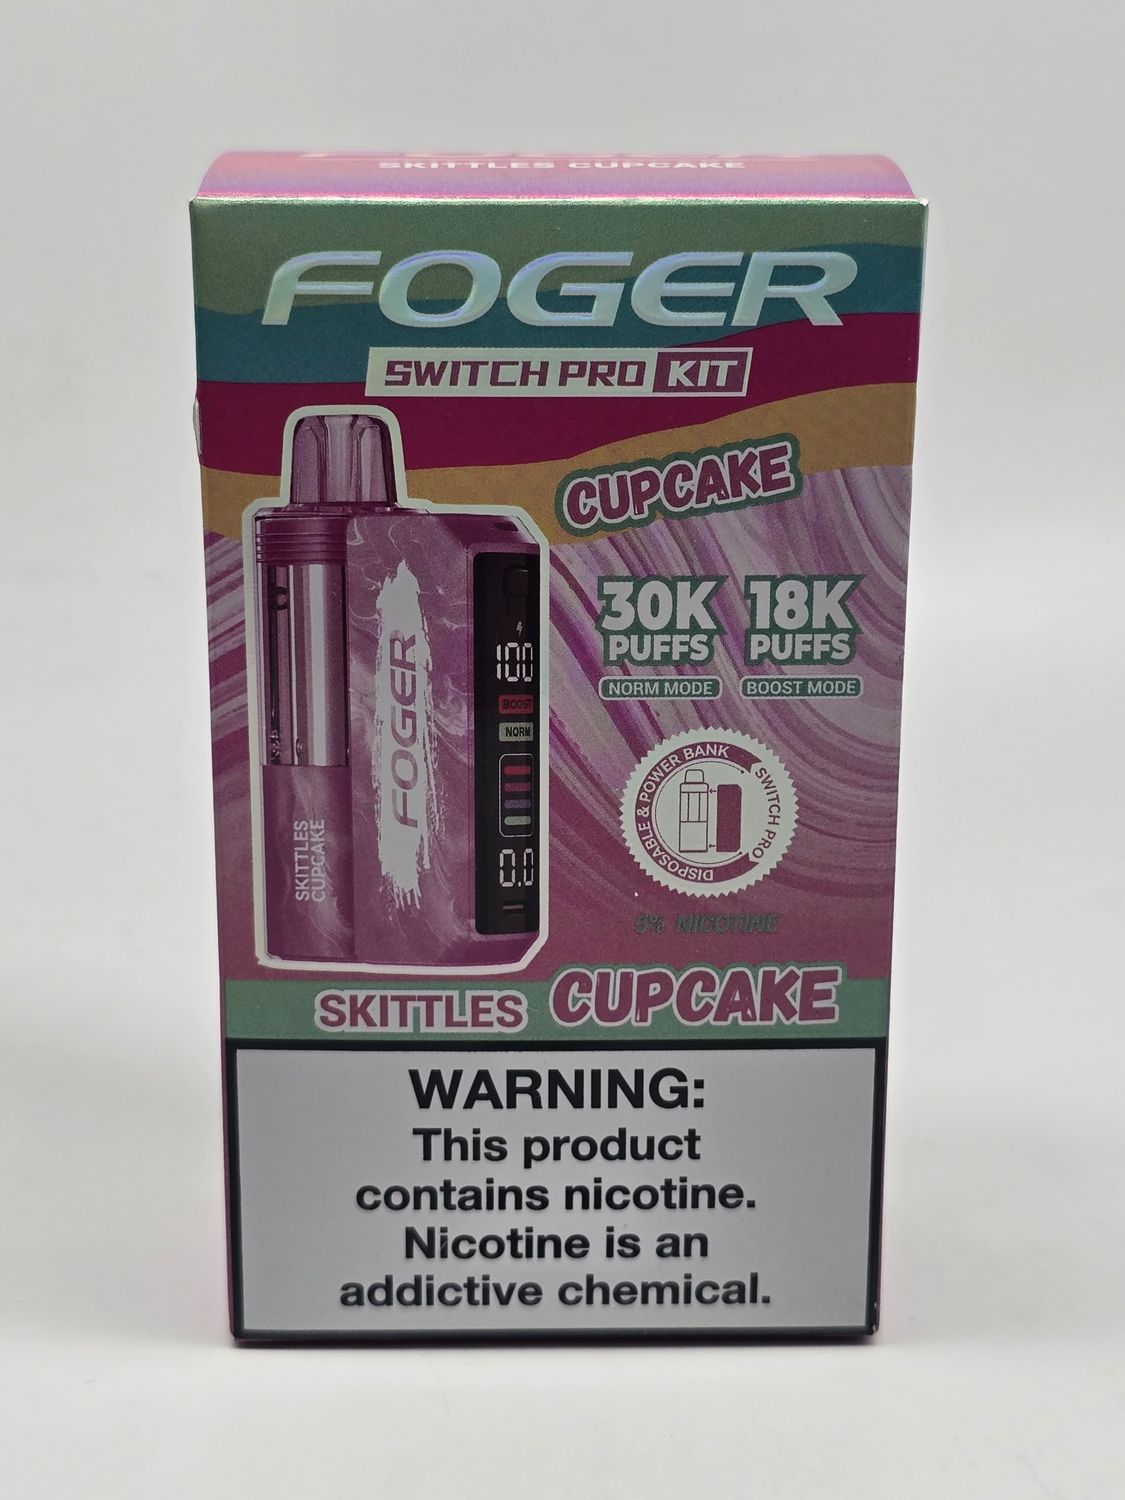 SKITTLES CUPCAKE
FOGER
SWITCH PRO KIT
CUPCAKE
30K PUFFS
NORM MODE
18K PUFFS
BOOST MODE
FOGER
100
BOOST
NORM
0.0
SKITTLES
CUPCAKE
DISPOSABLE & POWER BANK
SWITCH PRO
5% NICOTINE
SKITTLES CUPCAKE
WARNING:
This product
contains nicotine.
Nicotine is an
addictive chemical.